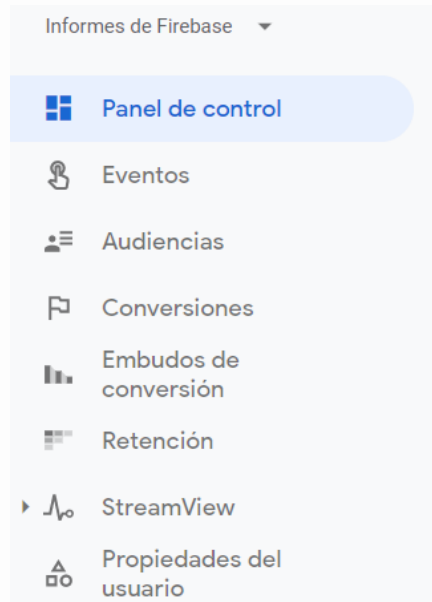 Informes de Firebase
Panel de control
Eventos
Audiencias
Conversiones
Embudos de
conversión
Retención
StreamView
Propiedades del
usuario